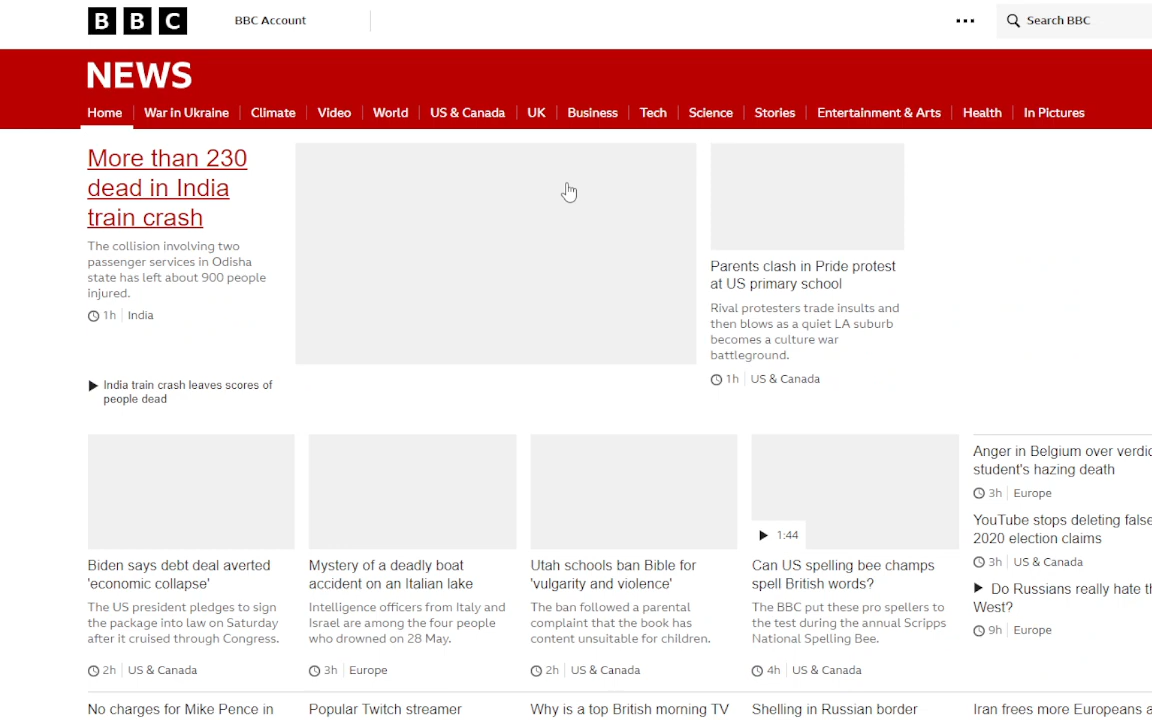 BBC
BBC Account
Search BBC
NEWS
Home
War in Ukraine
Climate
Video
World
US & Canada
UK
Business
Tech
Science
Stories
Entertainment & Arts
Health
In Pictures
More than 230
dead in India
train crash
The collision involving two
passenger services in Odisha
state has left about 900 people
injured.
1h India
India train crash leaves scores of
people dead
Parents clash in Pride protest
at US primary school
Rival protesters trade insults and
then blows as a quiet LA suburb
becomes a culture war
battleground.
1h US & Canada
Biden says debt deal averted
'economic collapse'
The US president pledges to sign
the package into law on Saturday
after it cruised through Congress.
2h US & Canada
Mystery of a deadly boat
accident on an Italian lake
Intelligence officers from Italy and
Israel are among the four people
who drowned on 28 May.
3h Europe
Utah schools ban Bible for
'vulgarity and violence'
The ban followed a parental
complaint that the book has
content unsuitable for children.
2h US & Canada
1:44
Can US spelling bee champs
spell British words?
The BBC put these pro spellers to
the test during the annual Scripps
National Spelling Bee.
4h US & Canada
Anger in Belgium over
student's hazing death
3h Europe
YouTube stops deleting false
2020 election claims
3h US & Canada
Do Russians really hate
West?
9h Europe
No charges for Mike Pence in
Popular Twitch streamer
Why is a top British morning TV
Shelling in Russian border
Iran frees more Europeans